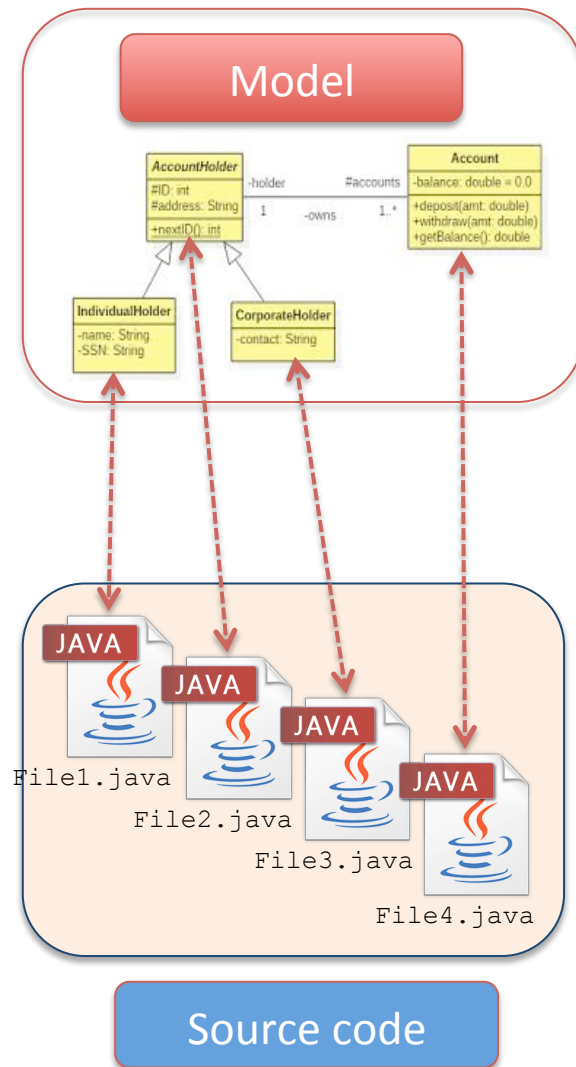 Model
AccountHolder
#ID: int
#address: String
+nextID(): int
-holder
#accounts
1
-owns
1..*
Account
-balance: double = 0.0
+deposit(amt: double)
+withdraw(amt: double)
+getBalance(): double
IndividualHolder
-name: String
-SSN: String
CorporateHolder
-contact: String
JAVA
File1.java
JAVA
File2.java
JAVA
File3.java
JAVA
File4.java
Source code